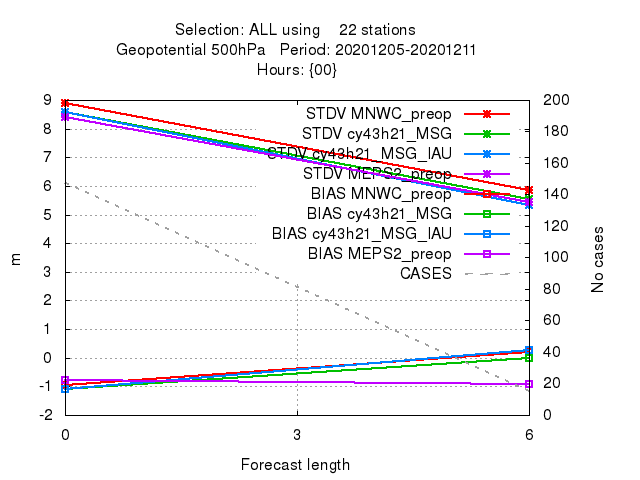 Selection: ALL using 22 stations
Geopotential 500hPa Period: 20201205-20201211
Hours: {00}
9
8
7
6
5
4
3
2
1
0
-1
-2
m
STDV MNWC_preop
STDV cy43h21_MSG
STDV cy43h21_MSG_IAU
STDV MEPS2_preop
BIAS MNWC_preop
BIAS cy43h21_MSG
BIAS cy43h21_MSG_IAU
BIAS MEPS2_preop
CASES
200
180
160
140
120
100
80
60
40
20
0
No cases
0 3 6
Forecast length